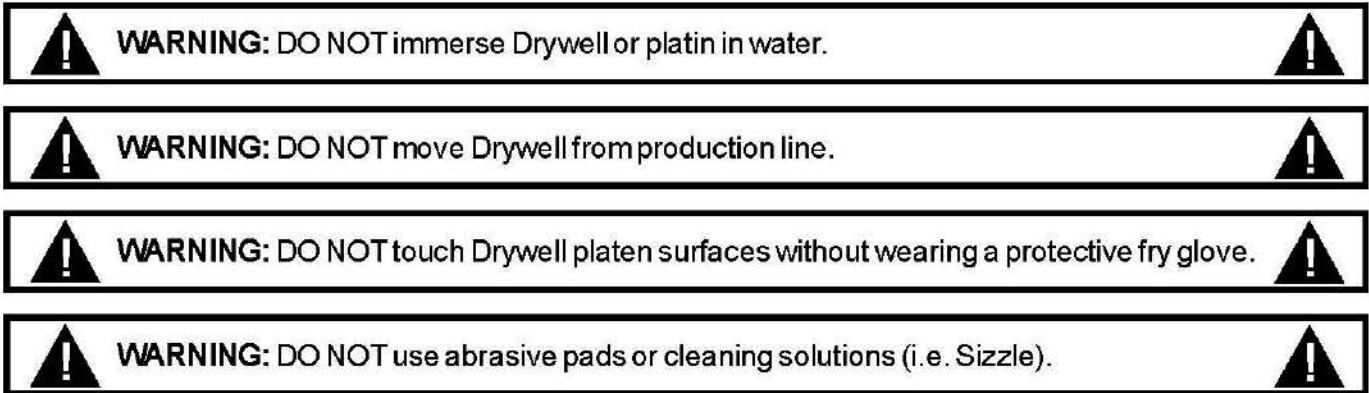 WARNING: DO NOT immerse Drywell or platin in water.
WARNING: DO NOT move Drywell from production line.
WARNING: DO NOT touch Drywell platen surfaces without wearing a protective fry glove.
WARNING: DO NOT use abrasive pads or cleaning solutions (i.e. Sizzle).